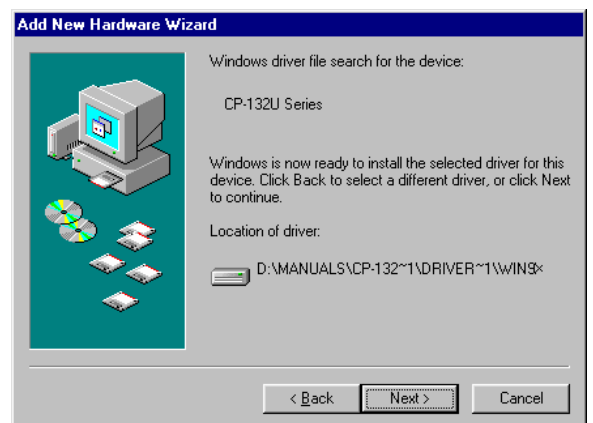 Add New Hardware Wizard
Windows driver file search for the device:
CP-132U Series
Windows is now ready to install the selected driver for this
device. Click Back to select a different driver, or click Next
to continue.
Location of driver:
D:\MANUALS\CP-132~1\DRIVER~1\WIN9×
< Back Next > Cancel